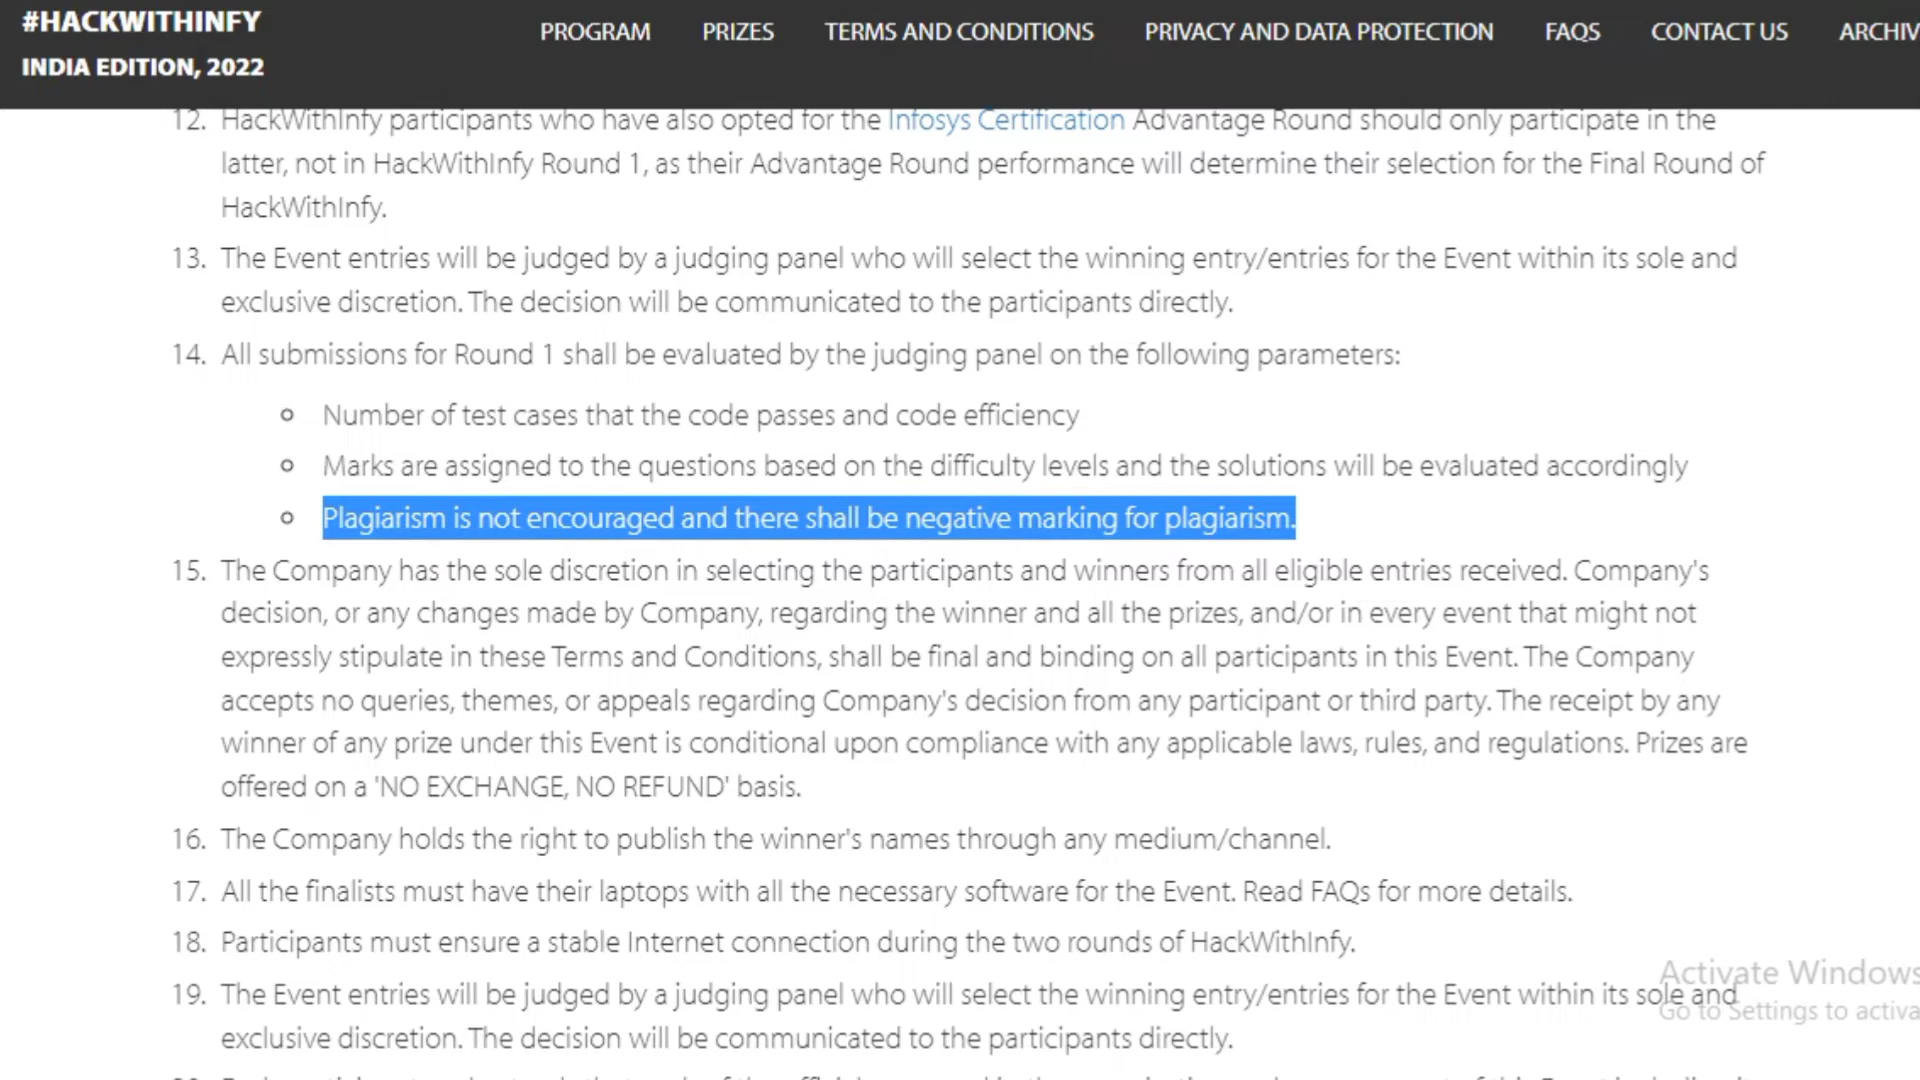 #HACKWITHINFY
INDIA EDITION, 2022
PROGRAM PRIZES TERMS AND CONDITIONS PRIVACY AND DATA PROTECTION FAQS CONTACT US ARCHIV
12. HackWithInfy participants who have also opted for the Infosys Certification Advantage Round should only participate in the
latter, not in HackWithInfy Round 1, as their Advantage Round performance will determine their selection for the Final Round of
HackWithInfy.
13. The Event entries will be judged by a judging panel who will select the winning entry/entries for the Event within its sole and
exclusive discretion. The decision will be communicated to the participants directly.
14. All submissions for Round 1 shall be evaluated by the judging panel on the following parameters:
Number of test cases that the code passes and code efficiency
Marks are assigned to the questions based on the difficulty levels and the solutions will be evaluated accordingly
Plagiarism is not encouraged and there shall be negative marking for plagiarism.
15. The Company has the sole discretion in selecting the participants and winners from all eligible entries received. Company's
decision, or any changes made by Company, regarding the winner and all the prizes, and/or in every event that might not
expressly stipulate in these Terms and Conditions, shall be final and binding on all participants in this Event. The Company
accepts no queries, themes, or appeals regarding Company's decision from any participant or third party. The receipt by any
winner of any prize under this Event is conditional upon compliance with any applicable laws, rules, and regulations. Prizes are
offered on a 'NO EXCHANGE, NO REFUND' basis.
16. The Company holds the right to publish the winner's names through any medium/channel.
17. All the finalists must have their laptops with all the necessary software for the Event. Read FAQs for more details.
18. Participants must ensure a stable Internet connection during the two rounds of HackWithInfy.
19. The Event entries will be judged by a judging panel who will select the winning entry/entries for the Event within its sole and
exclusive discretion. The decision will be communicated to the participants directly.
Activate Windows
Go to Settings to activa